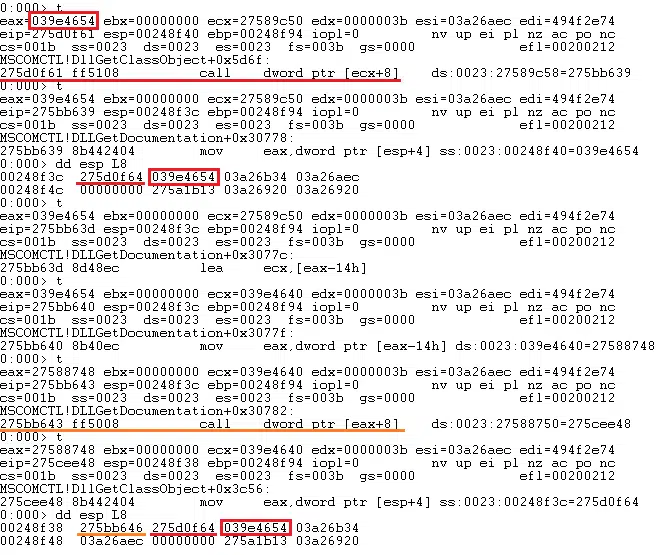 0:000> t
eax=039e4654 ebx=00000000 ecx=27589c50 edx=0000003b esi=03a26aec edi=494f2e74
eip=275d0f61 esp=00248f40 ebp=00248f94 iopl=0 nv up ei pl nz ac po nc
cs=001b ss=0023 ds=0023 es=0023 fs=003b gs=0000 efl=00200212
MSCOMCTL!DllGetClassObject+0x5d6f:
275d0f61 ff5108 call dword ptr [ecx+8] ds:0023:27589c58=275bb639
0:000> t
eax=039e4654 ebx=00000000 ecx=27589c50 edx=0000003b esi=03a26aec edi=494f2e74
eip=275bb639 esp=00248f3c ebp=00248f94 iopl=0 nv up ei pl nz ac po nc
cs=001b ss=0023 ds=0023 es=0023 fs=003b gs=0000 efl=00200212
MSCOMCTL!DLLGetDocumentation+0x30778:
275bb639 8b442404 mov eax,dword ptr [esp+4] ss:0023:00248f40=039e4654
0:000> dd esp L8
00248f3c 275d0f64 039e4654 03a26b34 03a26aec
00248f4c 00000000 275a1b13 03a26920 03a26920
0:000> t
eax=039e4654 ebx=00000000 ecx=27589c50 edx=0000003b esi=03a26aec edi=494f2e74
eip=275bb63d esp=00248f3c ebp=00248f94 iopl=0 nv up ei pl nz ac po nc
cs=001b ss=0023 ds=0023 es=0023 fs=003b gs=0000 efl=00200212
MSCOMCTL!DLLGetDocumentation+0x3077c:
275bb63d 8d48ec lea ecx,[eax-14h]
0:000> t
eax=039e4654 ebx=00000000 ecx=039e4640 edx=0000003b esi=03a26aec edi=494f2e74
eip=275bb640 esp=00248f3c ebp=00248f94 iopl=0 nv up ei pl nz ac po nc
cs=001b ss=0023 ds=0023 es=0023 fs=003b gs=0000 efl=00200212
MSCOMCTL!DLLGetDocumentation+0x3077f:
275bb640 8b40ec mov eax,dword ptr [eax-14h] ds:0023:039e4640=27588748
0:000> t
eax=27588748 ebx=00000000 ecx=039e4640 edx=0000003b esi=03a26aec edi=494f2e74
eip=275bb643 esp=00248f3c ebp=00248f94 iopl=0 nv up ei pl nz ac po nc
cs=001b ss=0023 ds=0023 es=0023 fs=003b gs=0000 efl=00200212
MSCOMCTL!DLLGetDocumentation+0x30782:
275bb643 ff5008 call dword ptr [eax+8] ds:0023:27588750=275cee48
0:000> t
eax=27588748 ebx=00000000 ecx=039e4640 edx=0000003b esi=03a26aec edi=494f2e74
eip=275cee48 esp=00248f38 ebp=00248f94 iopl=0 nv up ei pl nz ac po nc
cs=001b ss=0023 ds=0023 es=0023 fs=003b gs=0000 efl=00200212
MSCOMCTL!DllGetClassObject+0x3c56:
275cee48 8b442404 mov eax,dword ptr [esp+4] ss:0023:00248f3c=275d0f64
0:000> dd esp L8
00248f38 275bb646 275d0f64 039e4654 03a26b34
00248f48 03a26aec 00000000 275a1b13 03a26920